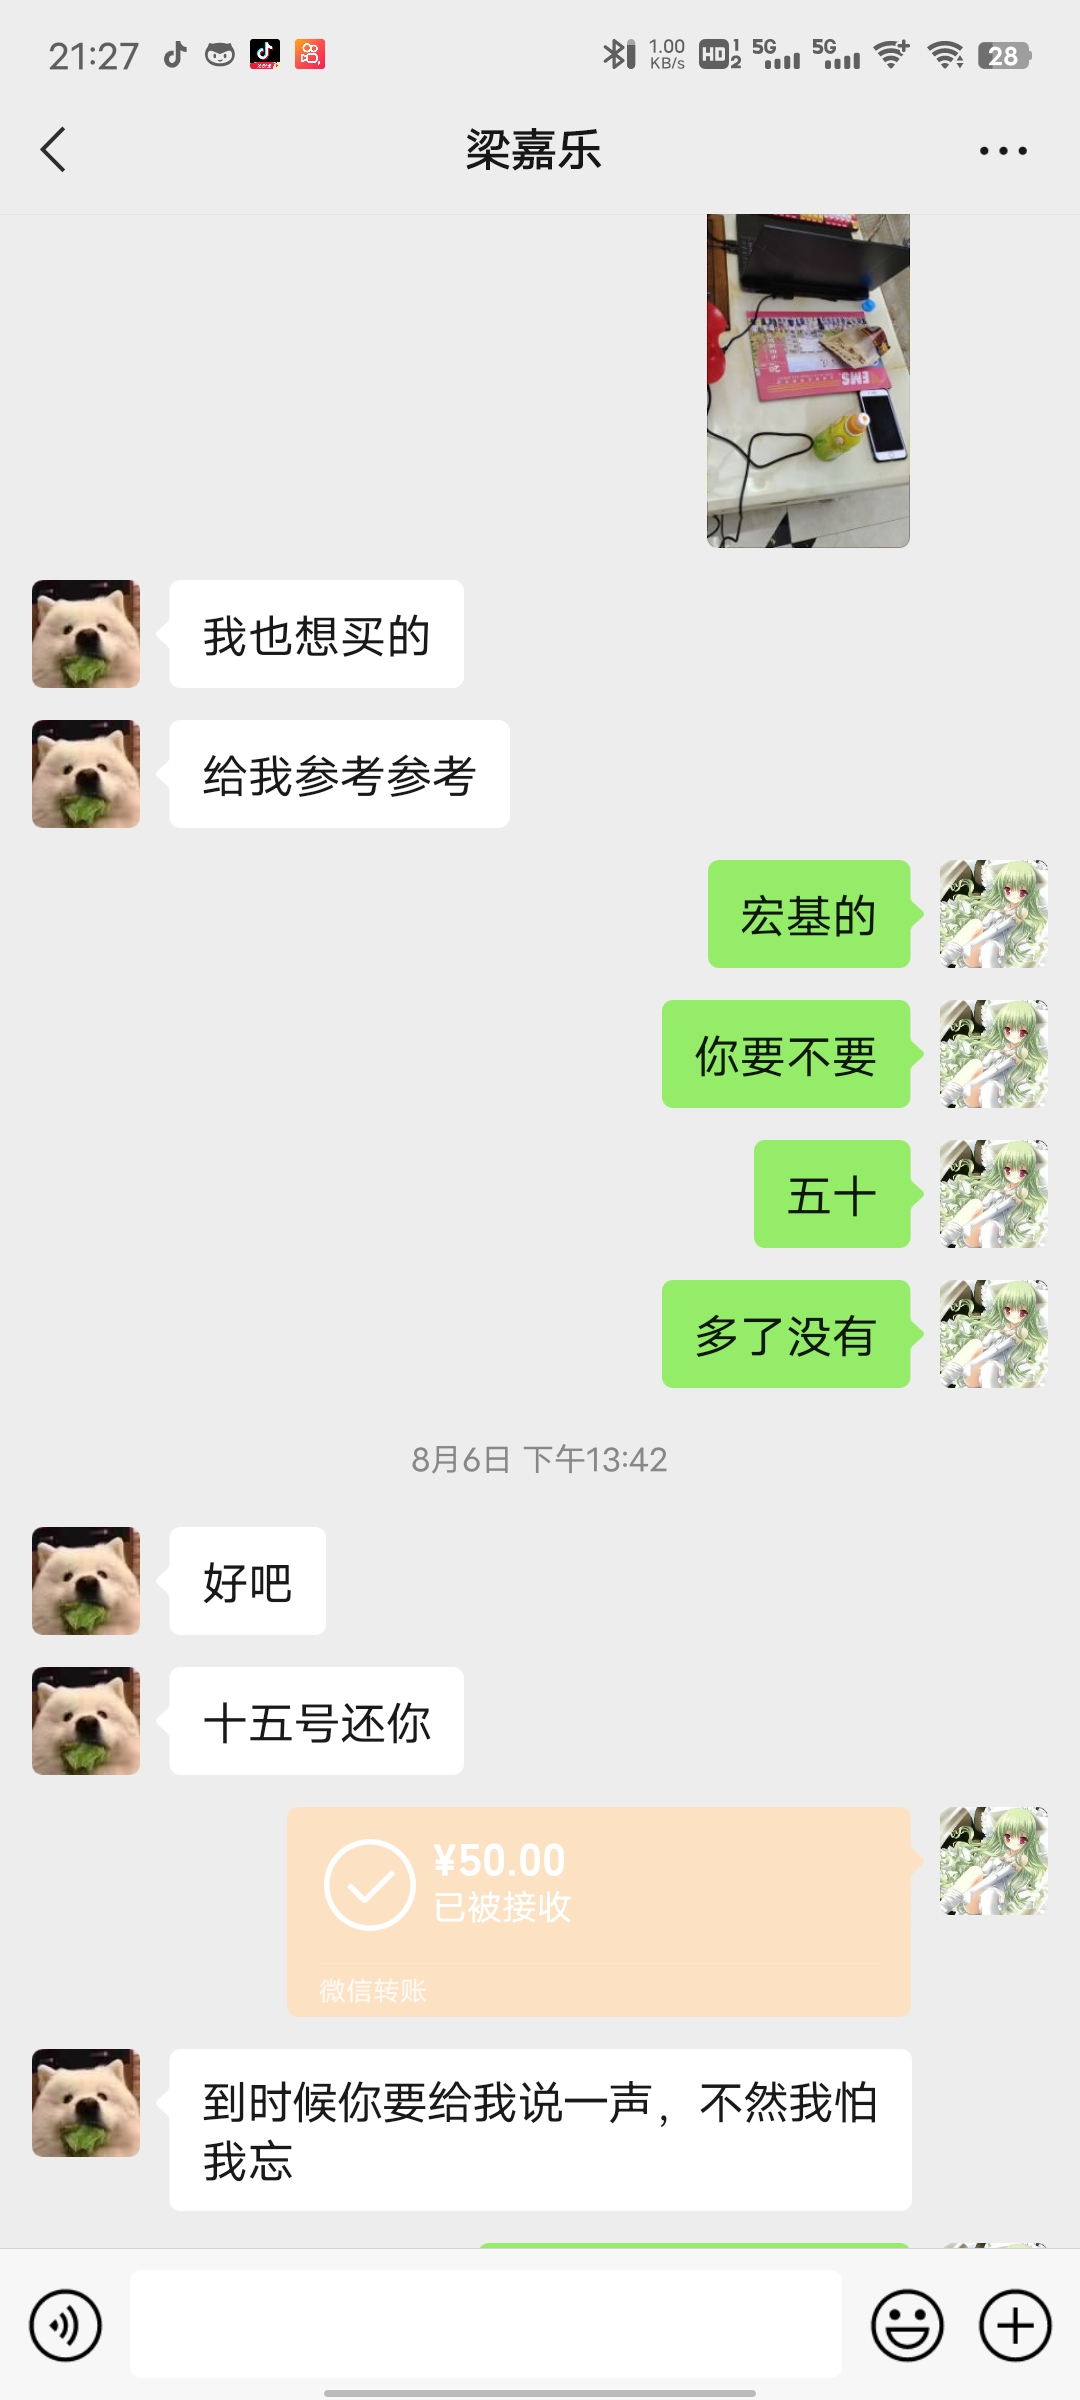 21:27
1.00 KB/s HD 1 2 5G 5G 28
梁嘉乐
EMS
我也想买的
给我参考参考
宏基的
你要不要
五十
多了没有
8月6日 下午13:42
好吧
十五号还你
¥50.00
已被接收
微信转账
到时候你要给我说一声，不然我怕
我忘